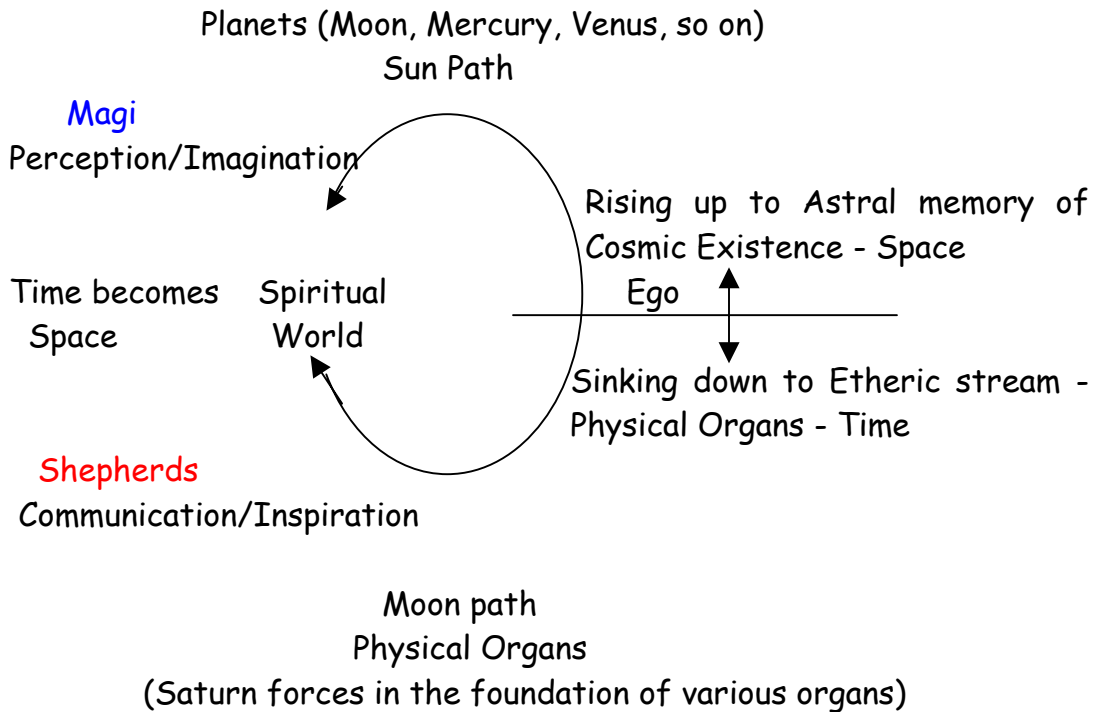 Planets (Moon, Mercury, Venus, so on)
Sun Path
Magi
Perception/Imagination
Rising up to Astral memory of
Cosmic Existence - Space
Ego
Time becomes
Space
Spiritual
World
Sinking down to Etheric stream -
Physical Organs - Time
Shepherds
Communication/Inspiration
Moon path
Physical Organs
(Saturn forces in the foundation of various organs)